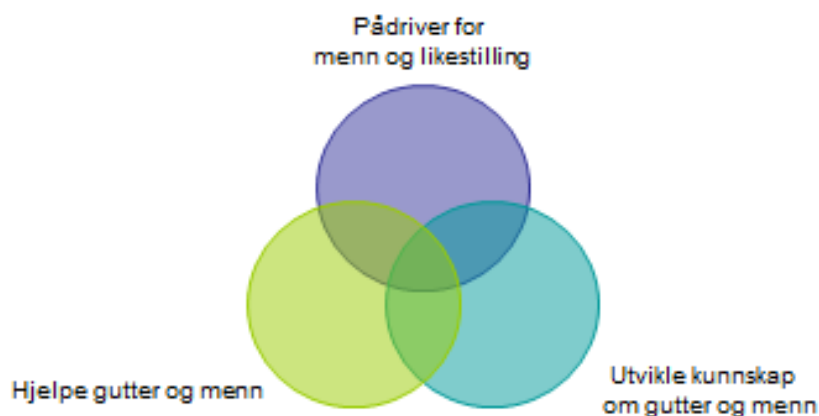 Pådriver for
menn og likestilling
Hjelpe gutter og menn
Utvikle kunnskap
om gutter og menn